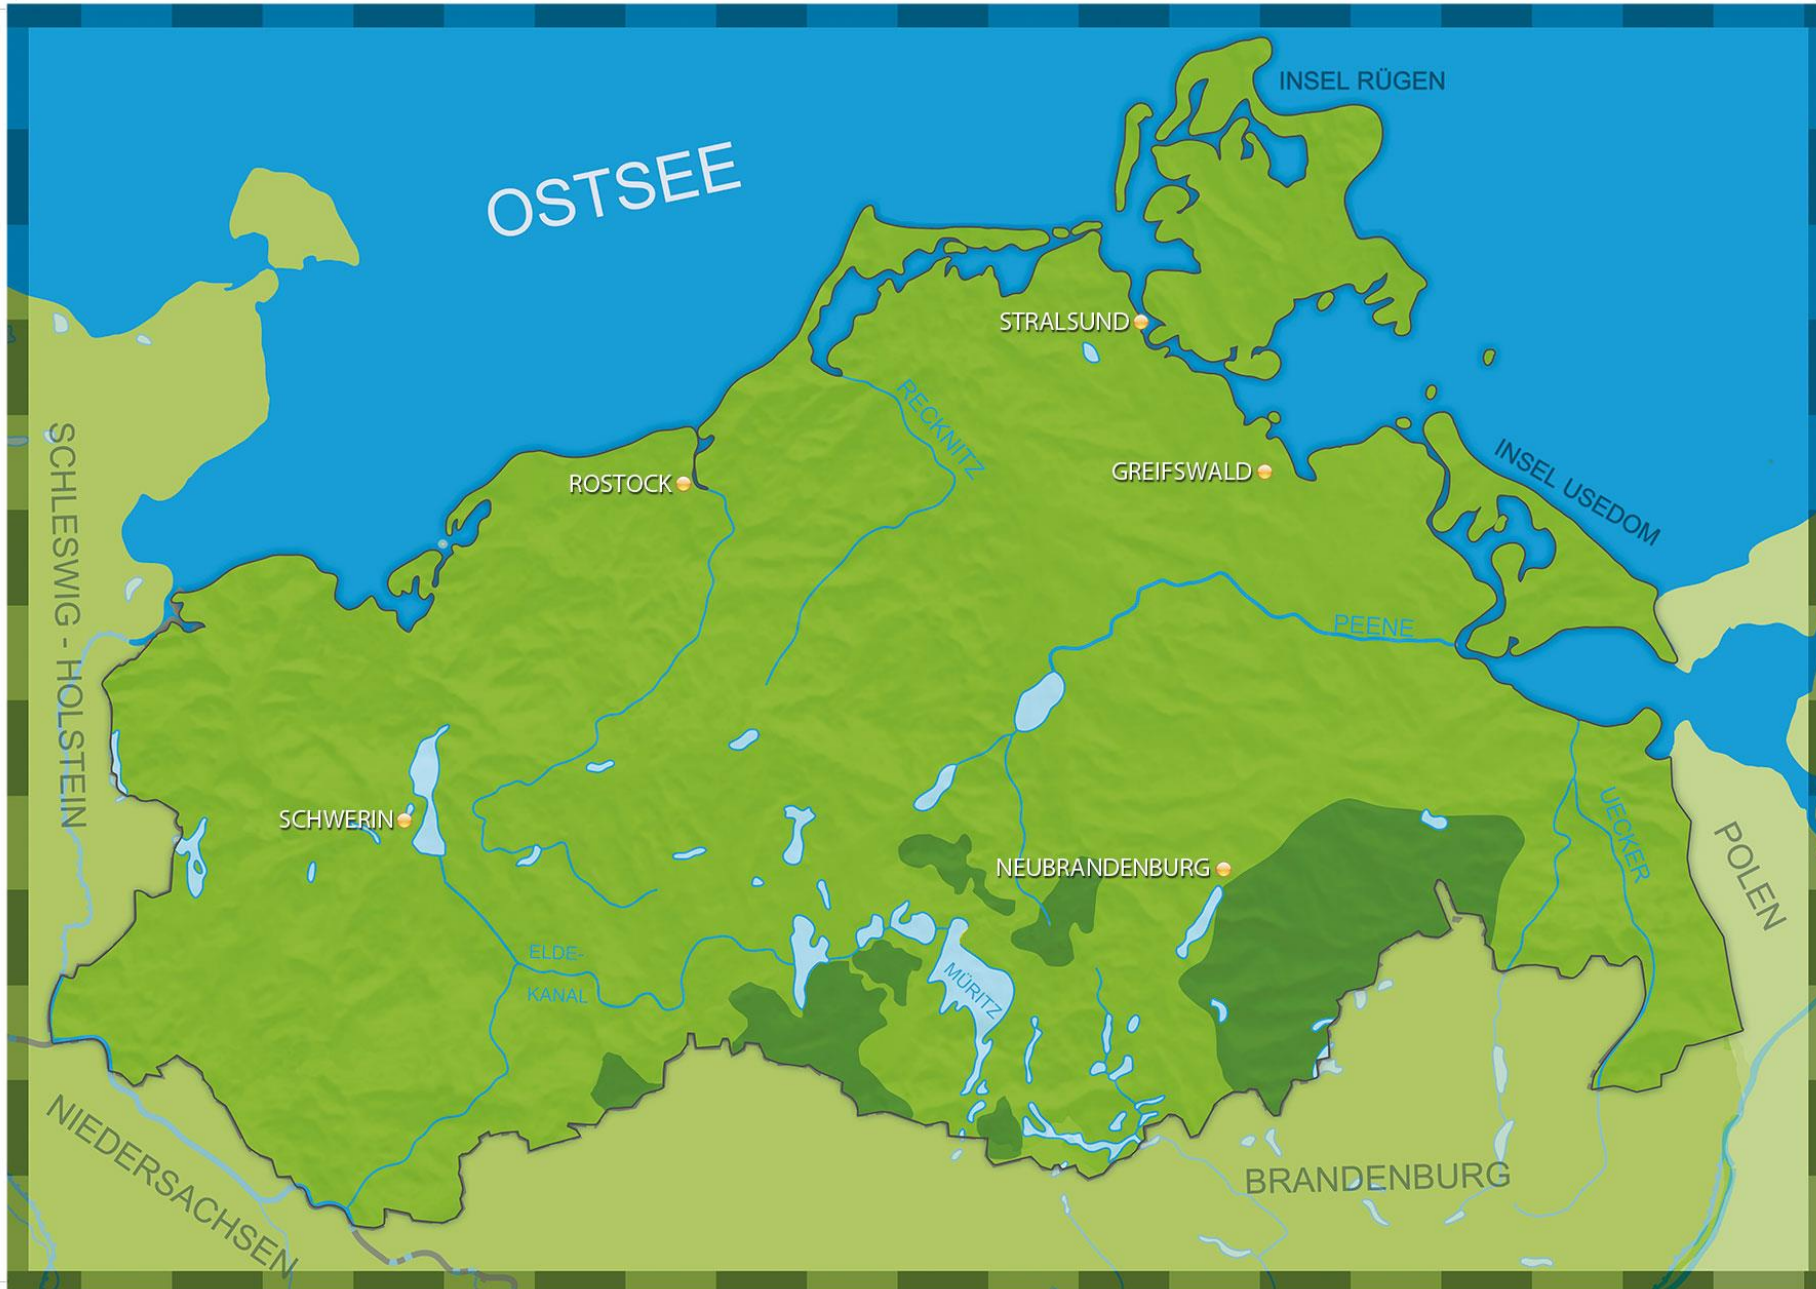 INSEL RÜGEN
OSTSEE
STRALSUND
RECKNITZ
ROSTOCK
GREIFSWALD
INSEL USEDOM
SCHLESWIG - HOLSTEIN
PEENE
SCHWERIN
NEUBRANDENBURG
UECKER
POLEN
ELDE-
KANAL
MÜRITZ
NIEDERSACHSEN
BRANDENBURG